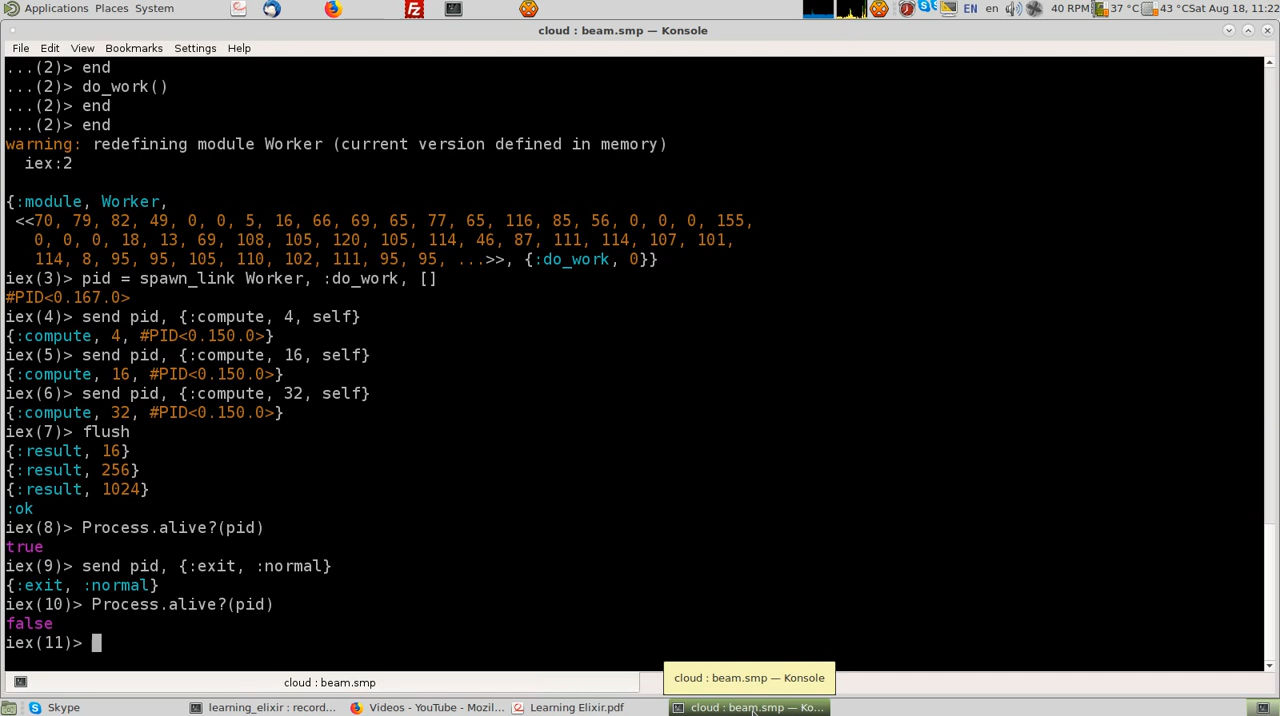 Applications Places System
EN en 40 RPM 37 °C 43 °C Sat Aug 18, 11:22
cloud : beam.smp — Konsole
File Edit View Bookmarks Settings Help
...(2)> end
...(2)> do_work()
...(2)> end
...(2)> end
warning: redefining module Worker (current version defined in memory)
iex:2
{:module, Worker,
<<70, 79, 82, 49, 0, 0, 5, 16, 66, 69, 65, 77, 65, 116, 85, 56, 0, 0, 0, 155,
0, 0, 0, 18, 13, 69, 108, 105, 120, 105, 114, 46, 87, 111, 114, 107, 101,
114, 8, 95, 95, 105, 110, 102, 111, 95, 95, ...>>, {:do_work, 0}}
iex(3)> pid = spawn_link Worker, :do_work, []
#PID<0.167.0>
iex(4)> send pid, {:compute, 4, self}
{:compute, 4, #PID<0.150.0>}
iex(5)> send pid, {:compute, 16, self}
{:compute, 16, #PID<0.150.0>}
iex(6)> send pid, {:compute, 32, self}
{:compute, 32, #PID<0.150.0>}
iex(7)> flush
{:result, 16}
{:result, 256}
{:result, 1024}
:ok
iex(8)> Process.alive?(pid)
true
iex(9)> send pid, {:exit, :normal}
{:exit, :normal}
iex(10)> Process.alive?(pid)
false
iex(11)>
cloud : beam.smp — Konsole
cloud : beam.smp
Skype learning_elixir : record... Videos - YouTube - Mozil... Learning Elixir.pdf cloud : beam.smp — Ko...